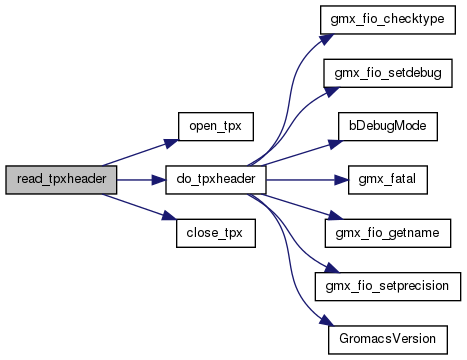 gmx_fio_checktype
gmx_fio_setdebug
open_tpx
bDebugMode
read_tpxheader
do_tpxheader
gmx_fatal
close_tpx
gmx_fio_getname
gmx_fio_setprecision
GromacsVersion